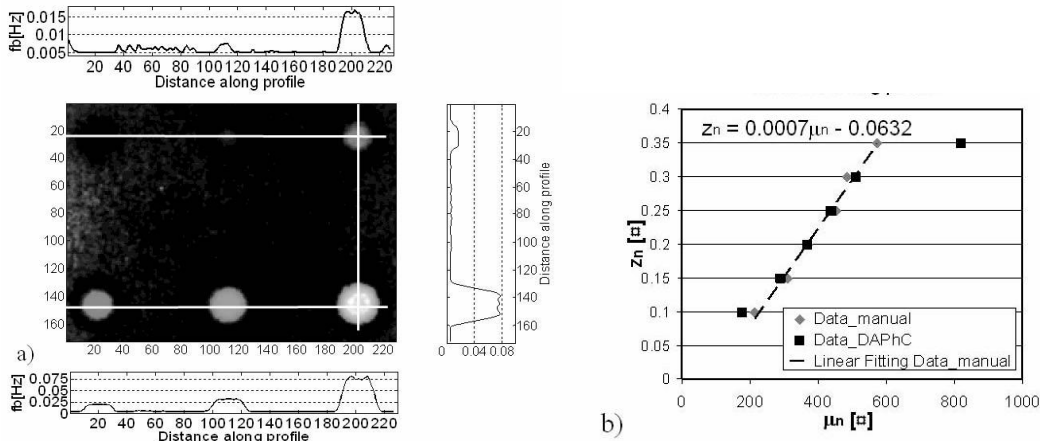 fb[Hz]
0.015
0.01
0.005
20 40 60 80 100 120 140 160 180 200 220
Distance along profile
20
40
60
80
100
120
140
160
20 40 60 80 100 120 140 160 180 200 220
a)
20
40
60
80
100
120
140
160
Distance along profile
0 0.04 0.08
fb[Hz]
0.075
0.05
0.025
0
20 40 60 80 100 120 140 160 180 200 220
Distance along profile
zn = 0.0007μn - 0.0632
zn [¤]
0.4
0.35
0.3
0.25
0.2
0.15
0.1
0.05
0
Data_manual
Data_DAPhC
Linear Fitting Data_manual
0 200 400 600 800 1000
μn [¤]
b)